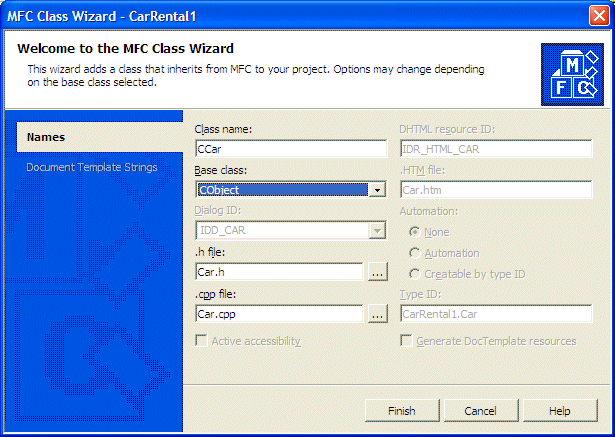 MFC Class Wizard - CarRental1
Welcome to the MFC Class Wizard
This wizard adds a class that inherits from MFC to your project. Options may change depending
on the base class selected.
M
F C
Names
Document Template Strings
Class name:
CCar
Base class:
CObject
Dialog ID:
IDD_CAR
.h file:
Car.h
...
.cpp file:
Car.cpp
...
Active accessibility
DHTML resource ID:
IDR_HTML_CAR
.HTM file:
Car.htm
Automation:
None
Automation
Creatable by type ID
Type ID:
CarRental1.Car
Generate DocTemplate resources
Finish
Cancel
Help